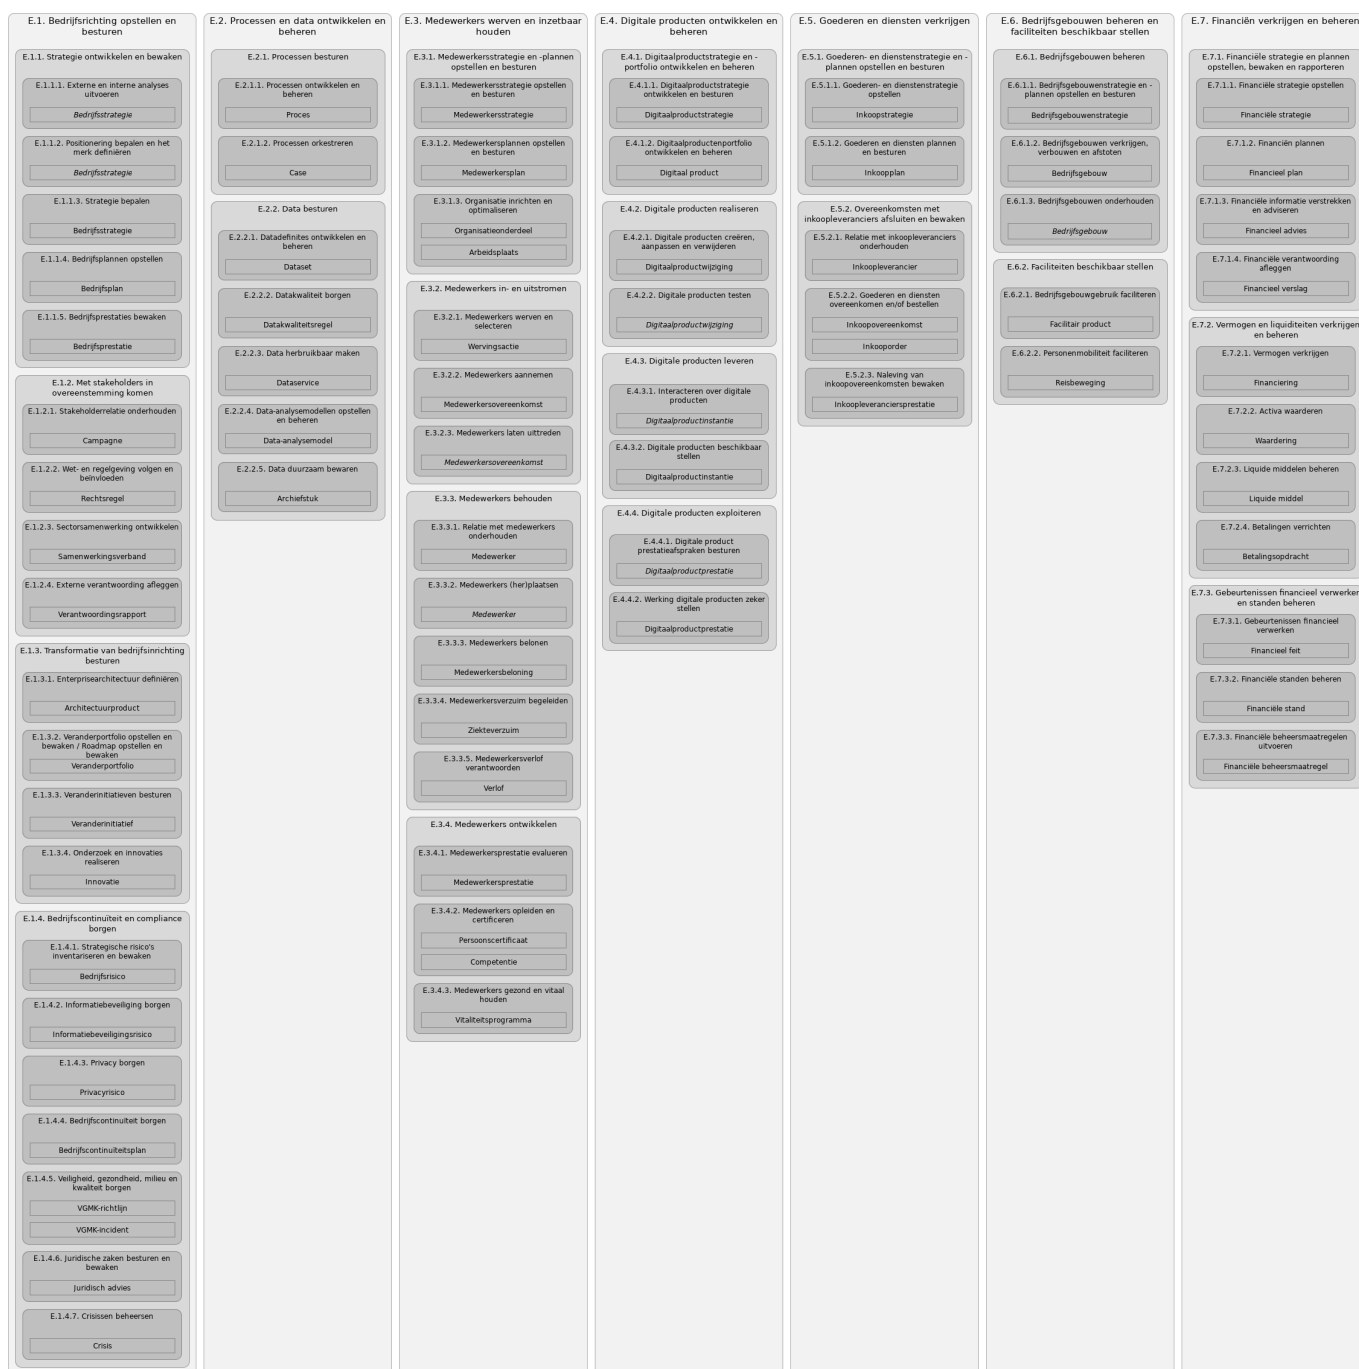 E.1. Bedrijfsrichting opstellen en
besturen
E.1.1. Strategie ontwikkelen en bewaken
E.1.1.1. Externe en interne analyses
uitvoeren
Bedrijfsstrategie
E.1.1.2. Positionering bepalen en het
merk definiëren
Bedrijfsstrategie
E.1.1.3. Strategie bepalen
Bedrijfsstrategie
E.1.1.4. Bedrijfsplannen opstellen
Bedrijfsplan
E.1.1.5. Bedrijfsprestaties bewaken
Bedrijfsprestatie
E.1.2. Met stakeholders in
overeenstemming komen
E.1.2.1. Stakeholderrelatie onderhouden
Campagne
E.1.2.2. Wet- en regelgeving volgen en
beïnvloeden
Rechtsregel
E.1.2.3. Sectorsamenwerking ontwikkelen
Samenwerkingsverband
E.1.2.4. Externe verantwoording afleggen
Verantwoordingsrapport
E.1.3. Transformatie van bedrijfsinrichting
besturen
E.1.3.1. Enterprisearchitectuur definiëren
Architectuurproduct
E.1.3.2. Veranderportfolio opstellen en
bewaken / Roadmap opstellen en
bewaken
Veranderportfolio
E.1.3.3. Veranderinitiatieven besturen
Veranderinitiatief
E.1.3.4. Onderzoek en innovaties
realiseren
Innovatie
E.1.4. Bedrijfscontinuïteit en compliance
borgen
E.1.4.1. Strategische risico's
inventariseren en bewaken
Bedrijfsrisico
E.1.4.2. Informatiebeveiliging borgen
Informatiebeveiligingsrisico
E.1.4.3. Privacy borgen
Privacyrisico
E.1.4.4. Bedrijfscontinuïteit borgen
Bedrijfscontinuïteitsplan
E.1.4.5. Veiligheid, gezondheid, milieu en
kwaliteit borgen
VGMK-richtlijn
VGMK-incident
E.1.4.6. Juridische zaken besturen en
bewaken
Juridisch advies
E.1.4.7. Crisissen beheersen
Crisis
E.2. Processen en data ontwikkelen en
beheren
E.2.1. Processen besturen
E.2.1.1. Processen ontwikkelen en
beheren
Proces
E.2.1.2. Processen orkestreren
Case
E.2.2. Data besturen
E.2.2.1. Datadefinites ontwikkelen en
beheren
Dataset
E.2.2.2. Datakwaliteit borgen
Datakwaliteitsregel
E.2.2.3. Data herbruikbaar maken
Dataservice
E.2.2.4. Data-analysemodellen opstellen
en beheren
Data-analysemodel
E.2.2.5. Data duurzaam bewaren
Archiefstuk
E.3. Medewerkers werven en inzetbaar
houden
E.3.1. Medewerkersstrategie en -plannen
opstellen en besturen
E.3.1.1. Medewerkersstrategie opstellen
en besturen
Medewerkersstrategie
E.3.1.2. Medewerkersplannen opstellen
en besturen
Medewerkersplan
E.3.1.3. Organisatie inrichten en
optimaliseren
Organisatieonderdeel
Arbeidsplaats
E.3.2. Medewerkers in- en uitstromen
E.3.2.1. Medewerkers werven en
selecteren
Wervingsactie
E.3.2.2. Medewerkers aannemen
Medewerkersovereenkomst
E.3.2.3. Medewerkers laten uittreden
Medewerkersovereenkomst
E.3.3. Medewerkers behouden
E.3.3.1. Relatie met medewerkers
onderhouden
Medewerker
E.3.3.2. Medewerkers (her)plaatsen
Medewerker
E.3.3.3. Medewerkers belonen
Medewerkersbeloning
E.3.3.4. Medewerkersverzuim begeleiden
Ziekteverzuim
E.3.3.5. Medewerkersverlof
verantwoorden
Verlof
E.3.4. Medewerkers ontwikkelen
E.3.4.1. Medewerkersprestatie evalueren
Medewerkersprestatie
E.3.4.2. Medewerkers opleiden en
certificeren
Persoonscertificaat
Competentie
E.3.4.3. Medewerkers gezond en vitaal
houden
Vitaliteitsprogramma
E.4. Digitale producten ontwikkelen en
beheren
E.4.1. Digitaalproductstrategie en -
portfolio ontwikkelen en beheren
E.4.1.1. Digitaalproductstrategie
ontwikkelen en besturen
Digitaalproductstrategie
E.4.1.2. Digitaalproductenportfolio
ontwikkelen en beheren
Digitaal product
E.4.2. Digitale producten realiseren
E.4.2.1. Digitale producten creëren,
aanpassen en verwijderen
Digitaalproductwijziging
E.4.2.2. Digitale producten testen
Digitaalproductwijziging
E.4.3. Digitale producten leveren
E.4.3.1. Interacteren over digitale
producten
Digitaalproductinstantie
E.4.3.2. Digitale producten beschikbaar
stellen
Digitaalproductinstantie
E.4.4. Digitale producten exploiteren
E.4.4.1. Digitale product
prestatieafspraken besturen
Digitaalproductprestatie
E.4.4.2. Werking digitale producten zeker
stellen
Digitaalproductprestatie
E.5. Goederen en diensten verkrijgen
E.5.1. Goederen- en dienstenstrategie en -
plannen opstellen en besturen
E.5.1.1. Goederen- en dienstenstrategie
opstellen
Inkoopstrategie
E.5.1.2. Goederen en diensten plannen
en besturen
Inkoopplan
E.5.2. Overeenkomsten met
inkoopleveranciers afsluiten en bewaken
E.5.2.1. Relatie met inkoopleveranciers
onderhouden
Inkoopleverancier
E.5.2.2. Goederen en diensten
overeenkomen en/of bestellen
Inkoopovereenkomst
Inkooporder
E.5.2.3. Naleving van
inkoopovereenkomsten bewaken
Inkoopleveranciersprestatie
E.6. Bedrijfsgebouwen beheren en
faciliteiten beschikbaar stellen
E.6.1. Bedrijfsgebouwen beheren
E.6.1.1. Bedrijfsgebouwenstrategie en -
plannen opstellen en besturen
Bedrijfsgebouwenstrategie
E.6.1.2. Bedrijfsgebouwen verkrijgen,
verbouwen en afstoten
Bedrijfsgebouw
E.6.1.3. Bedrijfsgebouwen onderhouden
Bedrijfsgebouw
E.6.2. Faciliteiten beschikbaar stellen
E.6.2.1. Bedrijfsgebouwgebruik faciliteren
Facilitair product
E.6.2.2. Personenmobiliteit faciliteren
Reisbeweging
E.7. Financiën verkrijgen en beheren
E.7.1. Financiële strategie en plannen
opstellen, bewaken en rapporteren
E.7.1.1. Financiële strategie opstellen
Financiële strategie
E.7.1.2. Financiën plannen
Financieel plan
E.7.1.3. Financiële informatie verstrekken
en adviseren
Financieel advies
E.7.1.4. Financiële verantwoording
afleggen
Financieel verslag
E.7.2. Vermogen en liquiditeiten verkrijgen
en beheren
E.7.2.1. Vermogen verkrijgen
Financiering
E.7.2.2. Activa waarderen
Waardering
E.7.2.3. Liquide middelen beheren
Liquide middel
E.7.2.4. Betalingen verrichten
Betalingsopdracht
E.7.3. Gebeurtenissen financieel verwerken
en standen beheren
E.7.3.1. Gebeurtenissen financieel
verwerken
Financieel feit
E.7.3.2. Financiële standen beheren
Financiële stand
E.7.3.3. Financiële beheersmaatregelen
uitvoeren
Financiële beheersmaatregel